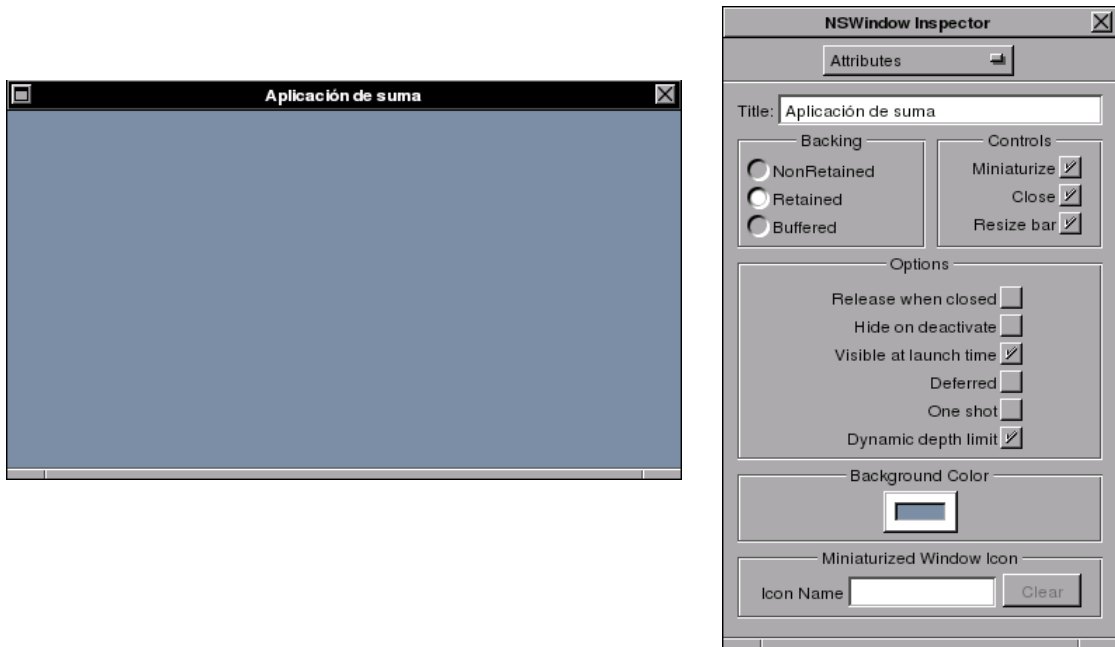 Aplicación de suma
NSWindow Inspector
Attributes
Title: Aplicación de suma
Backing
NonRetained
Retained
Buffered
Controls
Miniaturize
Close
Resize bar
Options
Release when closed
Hide on deactivate
Visible at launch time
Deferred
One shot
Dynamic depth limit
Background Color
Miniaturized Window Icon
Icon Name
Clear